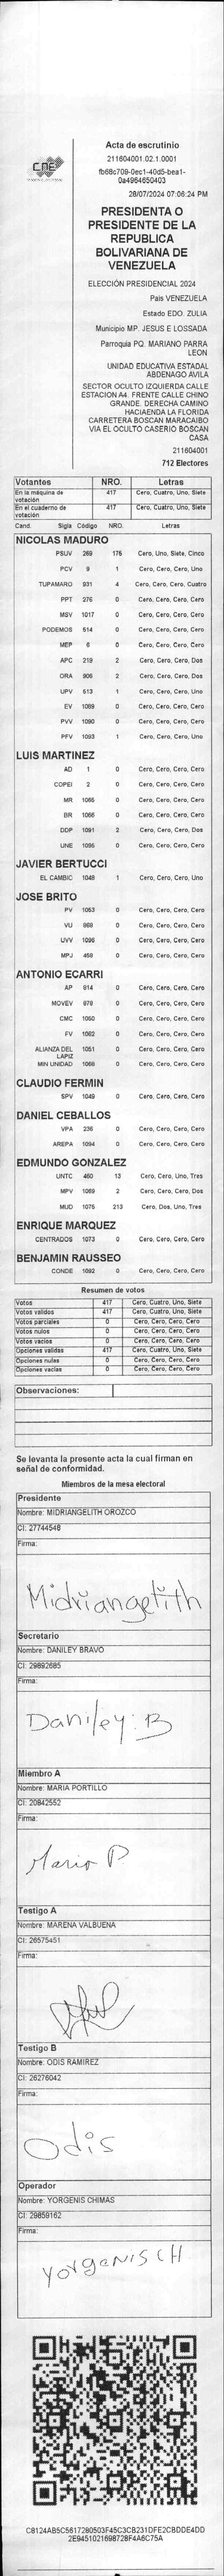 CNE
Acta de escrutinio
211604001.02.1.0001
fb68c709-0ec1-40d5-bea1-
0a4964650403
28/07/2024 07:06:24 PM
PRESIDENTA O
PRESIDENTE DE LA
REPUBLICA
BOLIVARIANA DE
VENEZUELA
ELECCIÓN PRESIDENCIAL 2024
País VENEZUELA
Estado EDO. ZULIA
Municipio MP. JESUS E LOSSADA
Parroquia PQ. MARIANO PARRA
LEON
UNIDAD EDUCATIVA ESTADAL
ABDENAGO AVILA
SECTOR OCULTO IZQUIERDA CALLE
ESTACION A4. FRENTE CALLE CHINO
GRANDE. DERECHA CAMINO
HACIAENDA LA FLORIDA
CARRETERA BOSCAN MARACAIBO
VIA EL OCULTO CASERIO BOSCAN
CASA
211604001
712 Electores
Votantes NRO. Letras
En la máquina de votación 417 Cero, Cuatro, Uno, Siete
En el cuaderno de votación 417 Cero, Cuatro, Uno, Siete
Cand. Sigla Código NRO. Letras
NICOLAS MADURO
PSUV 269 175 Cero, Uno, Siete, Cinco
PCV 9 1 Cero, Cero, Cero, Uno
TUPAMARO 931 4 Cero, Cero, Cero, Cuatro
PPT 276 0 Cero, Cero, Cero, Cero
MSV 1017 0 Cero, Cero, Cero, Cero
PODEMOS 514 0 Cero, Cero, Cero, Cero
MEP 6 0 Cero, Cero, Cero, Cero
APC 219 2 Cero, Cero, Cero, Dos
ORA 906 2 Cero, Cero, Cero, Dos
UPV 513 1 Cero, Cero, Cero, Uno
EV 1089 0 Cero, Cero, Cero, Cero
PVV 1090 0 Cero, Cero, Cero, Cero
PFV 1093 1 Cero, Cero, Cero, Uno
LUIS MARTINEZ
AD 1 0 Cero, Cero, Cero, Cero
COPEI 2 0 Cero, Cero, Cero, Cero
MR 1065 0 Cero, Cero, Cero, Cero
BR 1066 0 Cero, Cero, Cero, Cero
DDP 1091 2 Cero, Cero, Cero, Dos
UNE 1095 0 Cero, Cero, Cero, Cero
JAVIER BERTUCCI
EL CAMBIO 1048 1 Cero, Cero, Cero, Uno
JOSE BRITO
PV 1053 0 Cero, Cero, Cero, Cero
VU 868 0 Cero, Cero, Cero, Cero
UVV 1096 0 Cero, Cero, Cero, Cero
MPJ 458 0 Cero, Cero, Cero, Cero
ANTONIO ECARRI
AP 814 0 Cero, Cero, Cero, Cero
MOVEV 979 0 Cero, Cero, Cero, Cero
CMC 1050 0 Cero, Cero, Cero, Cero
FV 1062 0 Cero, Cero, Cero, Cero
ALIANZA DEL LAPIZ 1051 0 Cero, Cero, Cero, Cero
MIN UNIDAD 1068 0 Cero, Cero, Cero, Cero
CLAUDIO FERMIN
SPV 1049 0 Cero, Cero, Cero, Cero
DANIEL CEBALLOS
VPA 236 0 Cero, Cero, Cero, Cero
AREPA 1094 0 Cero, Cero, Cero, Cero
EDMUNDO GONZALEZ
UNTC 460 13 Cero, Cero, Uno, Tres
MPV 1069 2 Cero, Cero, Cero, Dos
MUD 1075 213 Cero, Dos, Uno, Tres
ENRIQUE MARQUEZ
CENTRADOS 1073 0 Cero, Cero, Cero, Cero
BENJAMIN RAUSSEO
CONDE 1092 0 Cero, Cero, Cero, Cero
Resumen de votos
Votos 417 Cero, Cuatro, Uno, Siete
Votos validos 417 Cero, Cuatro, Uno, Siete
Votos parciales 0 Cero, Cero, Cero, Cero
Votos nulos 0 Cero, Cero, Cero, Cero
Votos vacios 0 Cero, Cero, Cero, Cero
Opciones validas 417 Cero, Cuatro, Uno, Siete
Opciones nulas 0 Cero, Cero, Cero, Cero
Opciones vacias 0 Cero, Cero, Cero, Cero
Observaciones:
Se levanta la presente acta la cual firman en
señal de conformidad.
Miembros de la mesa electoral
Presidente
Nombre: MIDRIANGELITH OROZCO
CI: 27744548
Firma:
Midriangelith
Secretario
Nombre: DANILEY BRAVO
CI: 29892685
Firma:
Daniley. B
Miembro A
Nombre: MARIA PORTILLO
CI: 20842552
Firma:
Maria P
Testigo A
Nombre: MARENA VALBUENA
CI: 26575451
Firma:
Testigo B
Nombre: ODIS RAMIREZ
CI: 26276042
Firma:
Odis
Operador
Nombre: YORGENIS CHIMAS
CI: 29859162
Firma:
Yorgenis CH
C8124AB5C5617280503F45C3CB231DFE2CBDDE4DD
2E9451021698728F4A6C75A